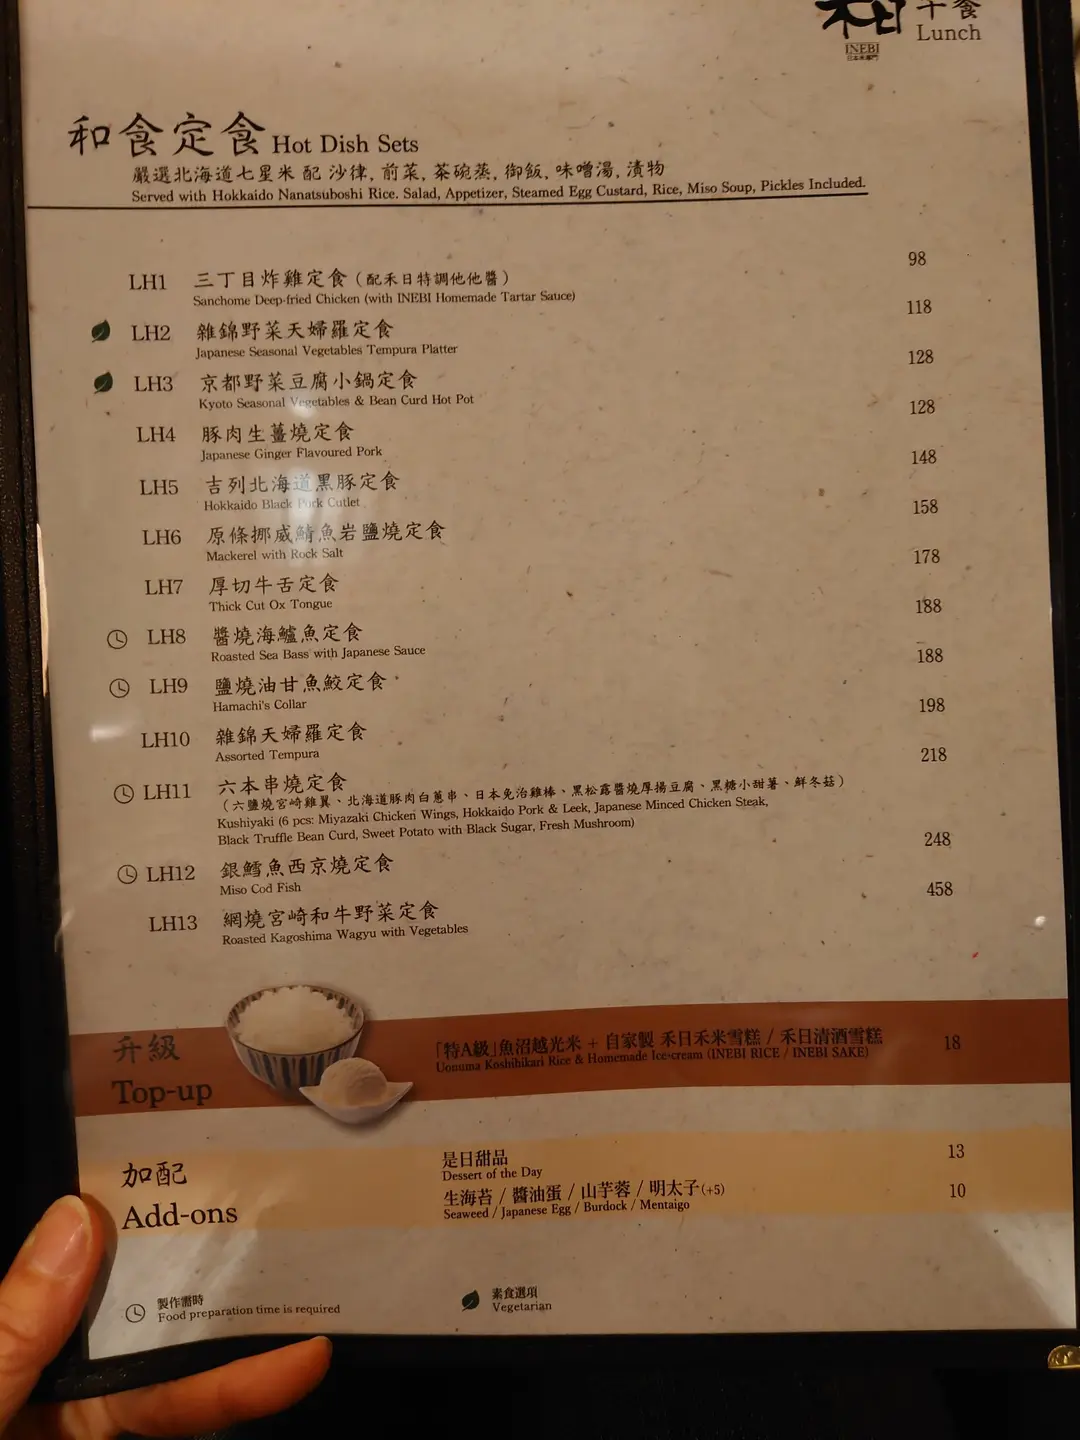 午餐
Lunch
INEBI
和食定食 Hot Dish Sets
嚴選北海道七星米 配 沙律, 前菜, 茶碗蒸, 御飯, 味噌湯, 漬物
Served with Hokkaido Nanatsuboshi Rice. Salad, Appetizer, Steamed Egg Custard, Rice, Miso Soup, Pickles Included.
LH1 三丁目炸雞定食（配禾日特調他他醬） 98
Sanchome Deep-fried Chicken (with INEBI Homemade Tartar Sauce)
LH2 雜錦野菜天婦羅定食 118
Japanese Seasonal Vegetables Tempura Platter
LH3 京都野菜豆腐小鍋定食 128
Kyoto Seasonal Vegetables & Bean Curd Hot Pot
LH4 豚肉生薑燒定食 128
Japanese Ginger Flavoured Pork
LH5 吉列北海道黑豚定食 148
Hokkaido Black Pork Cutlet
LH6 原條挪威鯖魚岩鹽燒定食 158
Mackerel with Rock Salt
LH7 厚切牛舌定食 178
Thick Cut Ox Tongue
LH8 醬燒海鱸魚定食 188
Roasted Sea Bass with Japanese Sauce
LH9 鹽燒油甘魚鮫定食 188
Hamachi's Collar
LH10 雜錦天婦羅定食 198
Assorted Tempura
LH11 六本串燒定食 218
（六鹽燒宮崎雞翼、北海道豚肉白蔥串、日本免治雞棒、黑松露醬燒厚揚豆腐、黑糖小甜薯、鮮冬菇）
Kushiyaki (6 pcs: Miyazaki Chicken Wings, Hokkaido Pork & Leek, Japanese Minced Chicken Steak,
Black Truffle Bean Curd, Sweet Potato with Black Sugar, Fresh Mushroom)
LH12 銀鱈魚西京燒定食 248
Miso Cod Fish
LH13 網燒宮崎和牛野菜定食 458
Roasted Kagoshima Wagyu with Vegetables
升級
Top-up
「特A級」魚沼越光米 + 自家製 禾日禾米雪糕 / 禾日清酒雪糕 18
Uonuma Koshihikari Rice & Homemade Ice-cream (INEBI RICE / INEBI SAKE)
加配
Add-ons
是日甜品 13
Dessert of the Day
生海苔 / 醬油蛋 / 山芋蓉 / 明太子(+5) 10
Seaweed / Japanese Egg / Burdock / Mentaigo
製作需時
Food preparation time is required
素食選項
Vegetarian